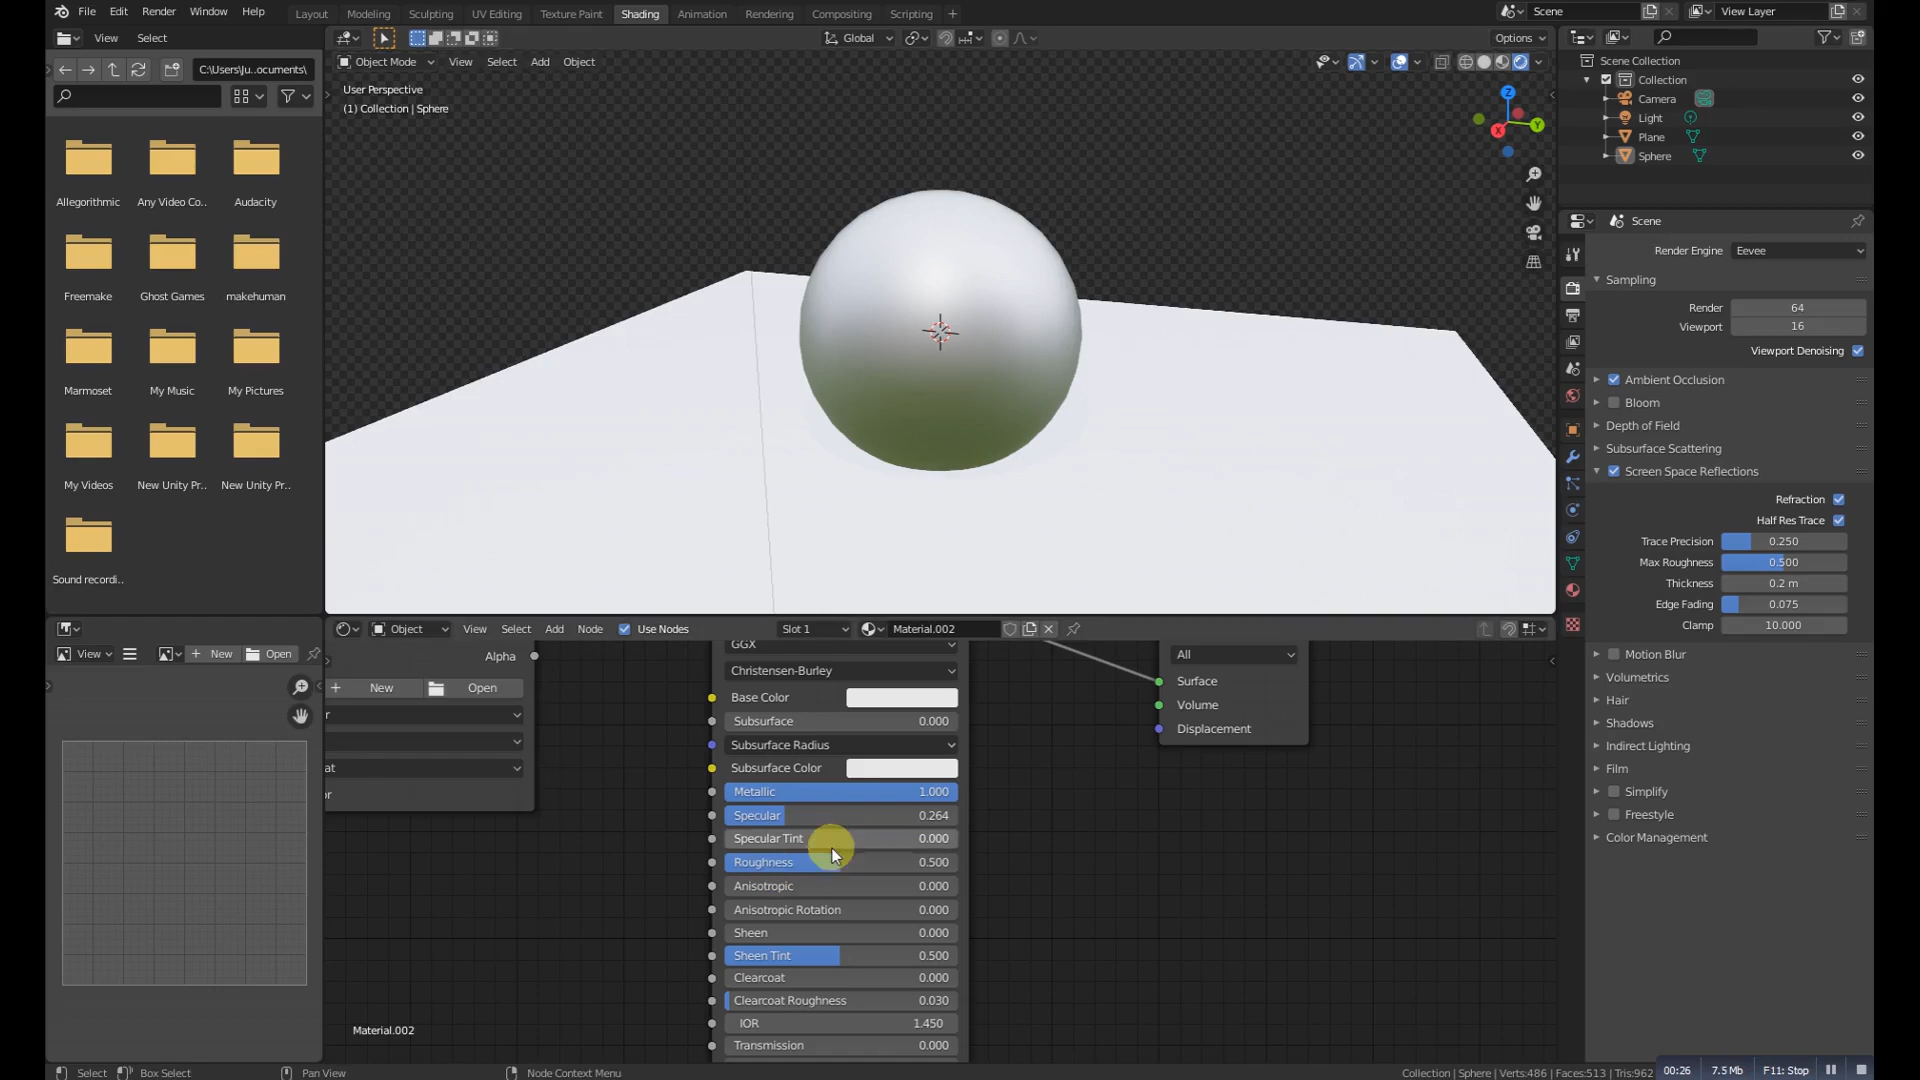 File Edit Render Window Help
Layout Modeling Sculpting UV Editing Texture Paint Shading Animation Rendering Compositing Scripting
Scene
View Layer
View Select
Global
Options
C:\Users\Ju..ocuments\
Object Mode View Select Add Object
User Perspective
(1) Collection | Sphere
X
Y
Z
Allegorithmic Any Video Co.. Audacity
Freemake Ghost Games makehuman
Marmoset My Music My Pictures
My Videos New Unity Pr.. New Unity Pr..
Sound recordi..
Scene Collection
Collection
Camera
Light
Plane
Sphere
Scene
Render Engine Eevee
Sampling
Render 64
Viewport 16
Viewport Denoising
Ambient Occlusion
Bloom
Depth of Field
Subsurface Scattering
Screen Space Reflections
Refraction
Half Res Trace
Trace Precision 0.250
Max Roughness 0.500
Thickness 0.2 m
Edge Fading 0.075
Clamp 10.000
Motion Blur
Volumetrics
Hair
Shadows
Indirect Lighting
Film
Simplify
Freestyle
Color Management
View New Open
Object View Select Add Node Use Nodes Slot 1 Material.002
Alpha
New Open
r
at
or
GGX
Christensen-Burley
Base Color
Subsurface 0.000
Subsurface Radius
Subsurface Color
Metallic 1.000
Specular 0.264
Specular Tint 0.000
Roughness 0.500
Anisotropic 0.000
Anisotropic Rotation 0.000
Sheen 0.000
Sheen Tint 0.500
Clearcoat 0.000
Clearcoat Roughness 0.030
IOR 1.450
Transmission 0.000
All
Surface
Volume
Displacement
Material.002
Select Box Select Pan View Node Context Menu
Collection | Sphere | Verts:486 | Faces:513 | Tris:962
00:26 7.5 Mb F11: Stop